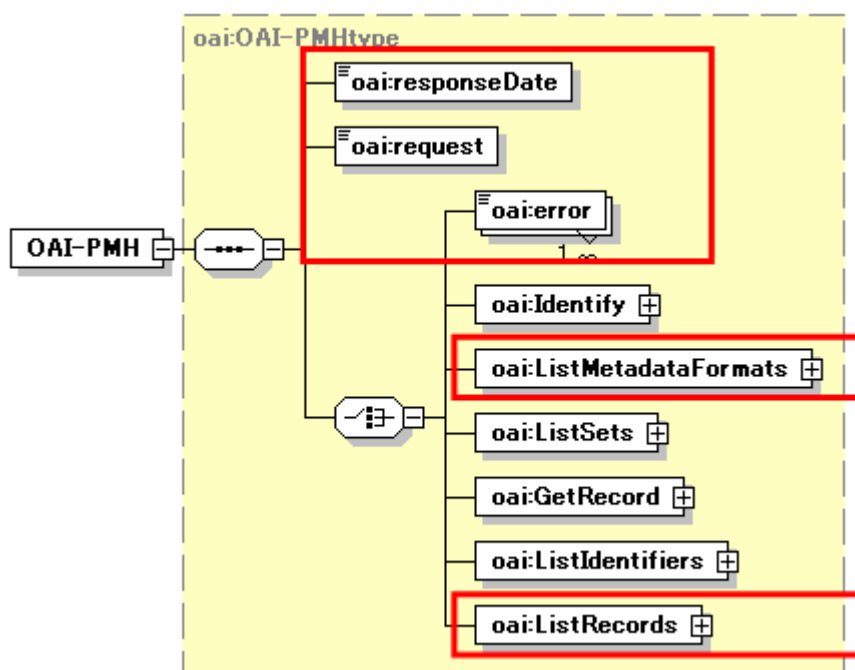 oai:OAI-PMHtype
oai:responseDate
oai:request
oai:error
1 ∞
OAI-PMH
oai:Identify
oai:ListMetadataFormats
oai:ListSets
oai:GetRecord
oai:ListIdentifiers
oai:ListRecords